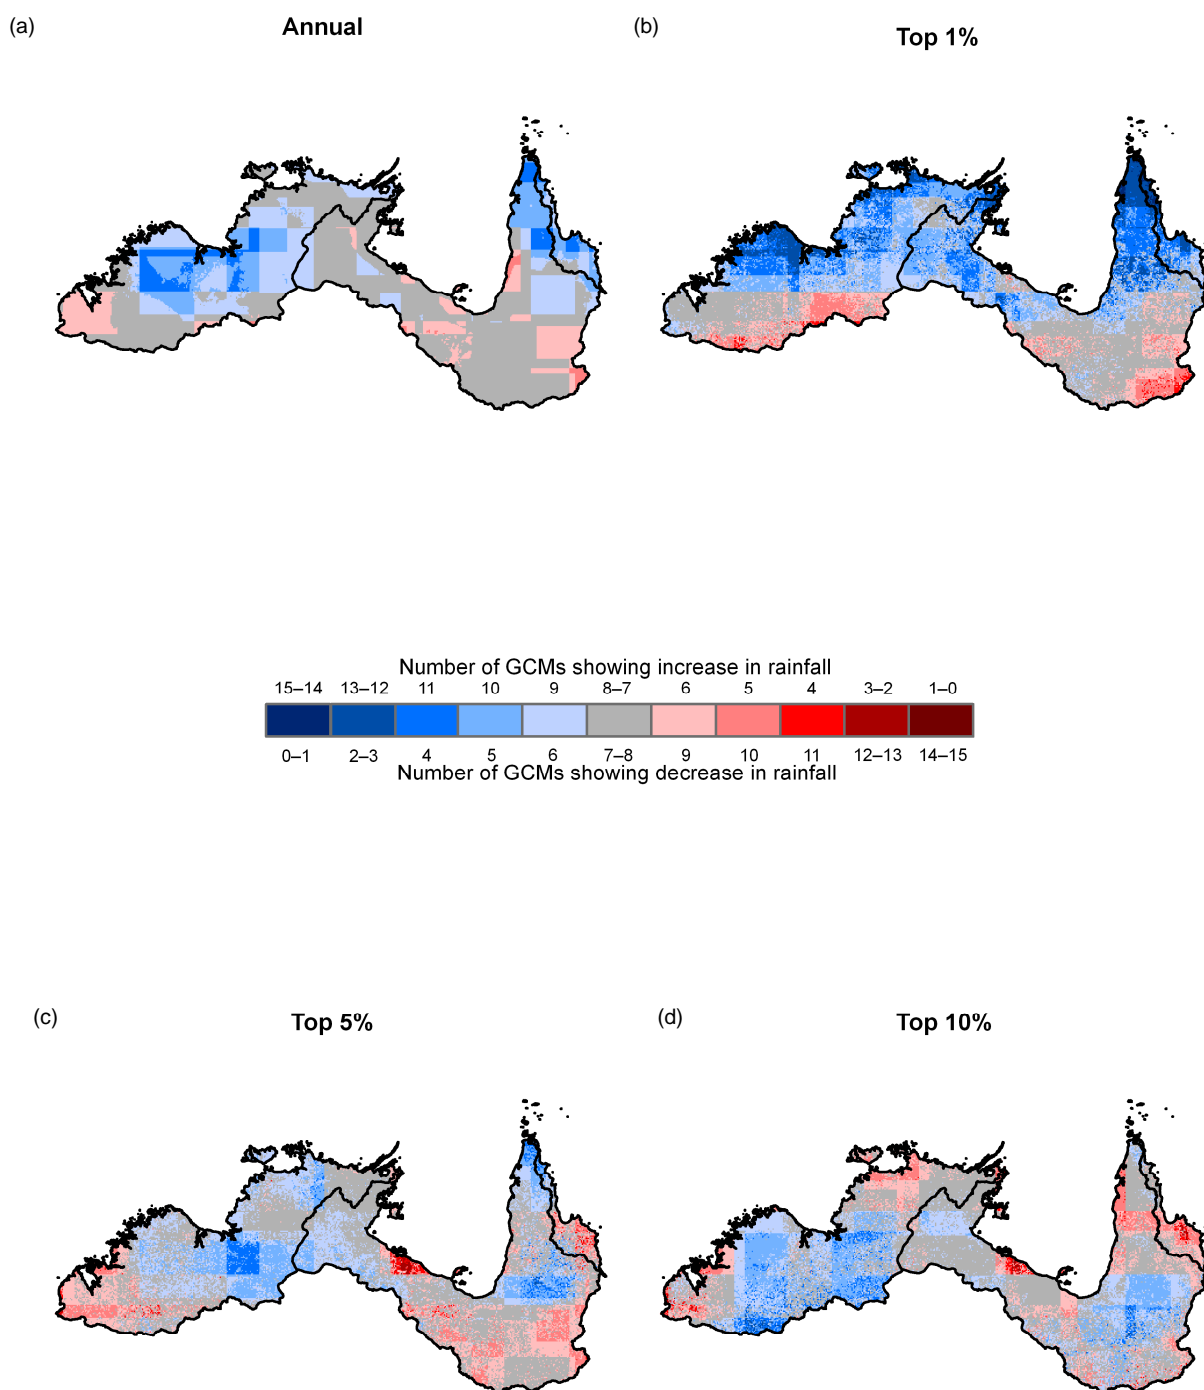 (a)
Annual
(b)
Top 1%
Number of GCMs showing increase in rainfall
15–14 13–12 11 10 9 8–7 6 5 4 3–2 1–0
0–1 2–3 4 5 6 7–8 9 10 11 12–13 14–15
Number of GCMs showing decrease in rainfall
(c)
Top 5%
(d)
Top 10%